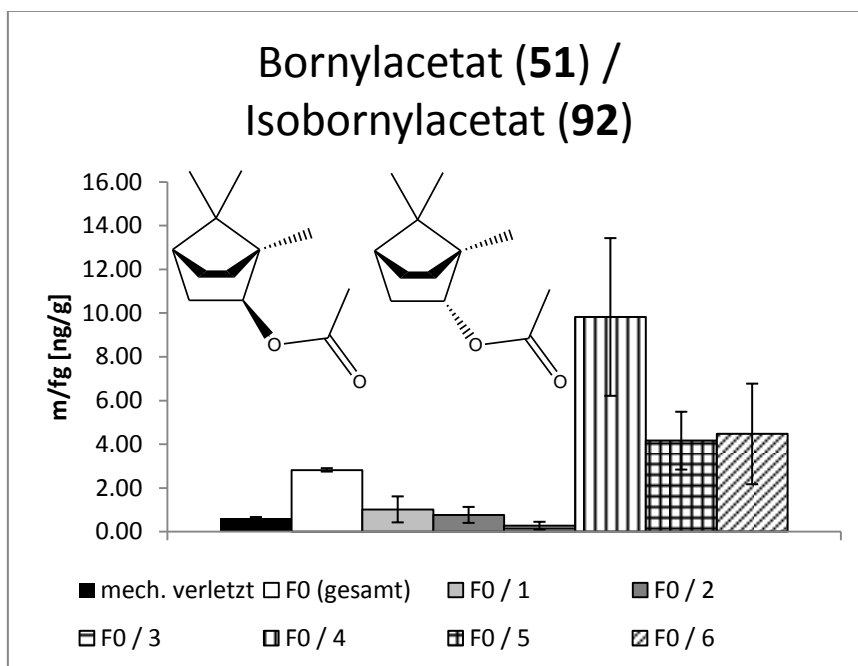 Bornylacetat (51) /
Isobornylacetat (92)
16.00
14.00
12.00
10.00
8.00
6.00
4.00
2.00
0.00
m/fg [ng/g]
O
O
O
O
mech. verletzt F0 (gesamt) F0 / 1 F0 / 2
F0 / 3 F0 / 4 F0 / 5 F0 / 6